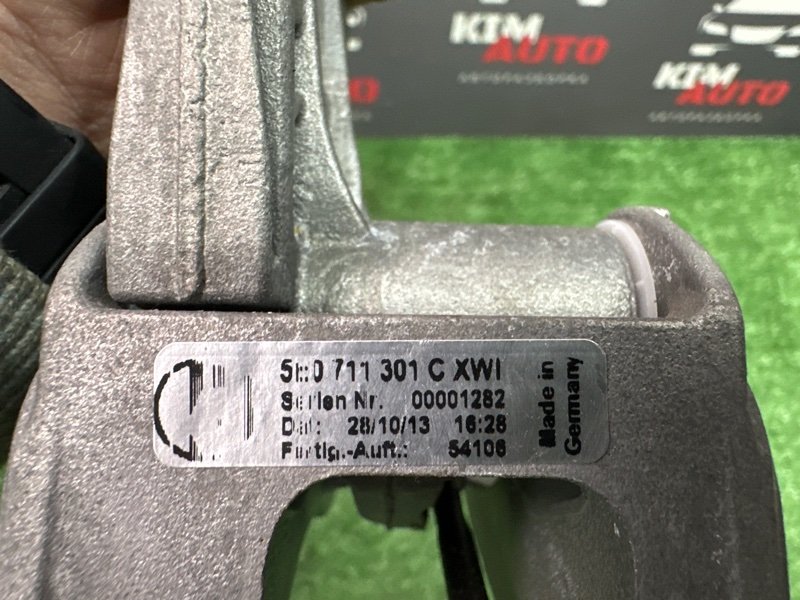 KIM
AUTO
АВТОРАЗБОРКА
KIM
AUTO
711 301 C XWI
Serien Nr. 00001282
28/10/13 16:28
54106
Made in
Germany